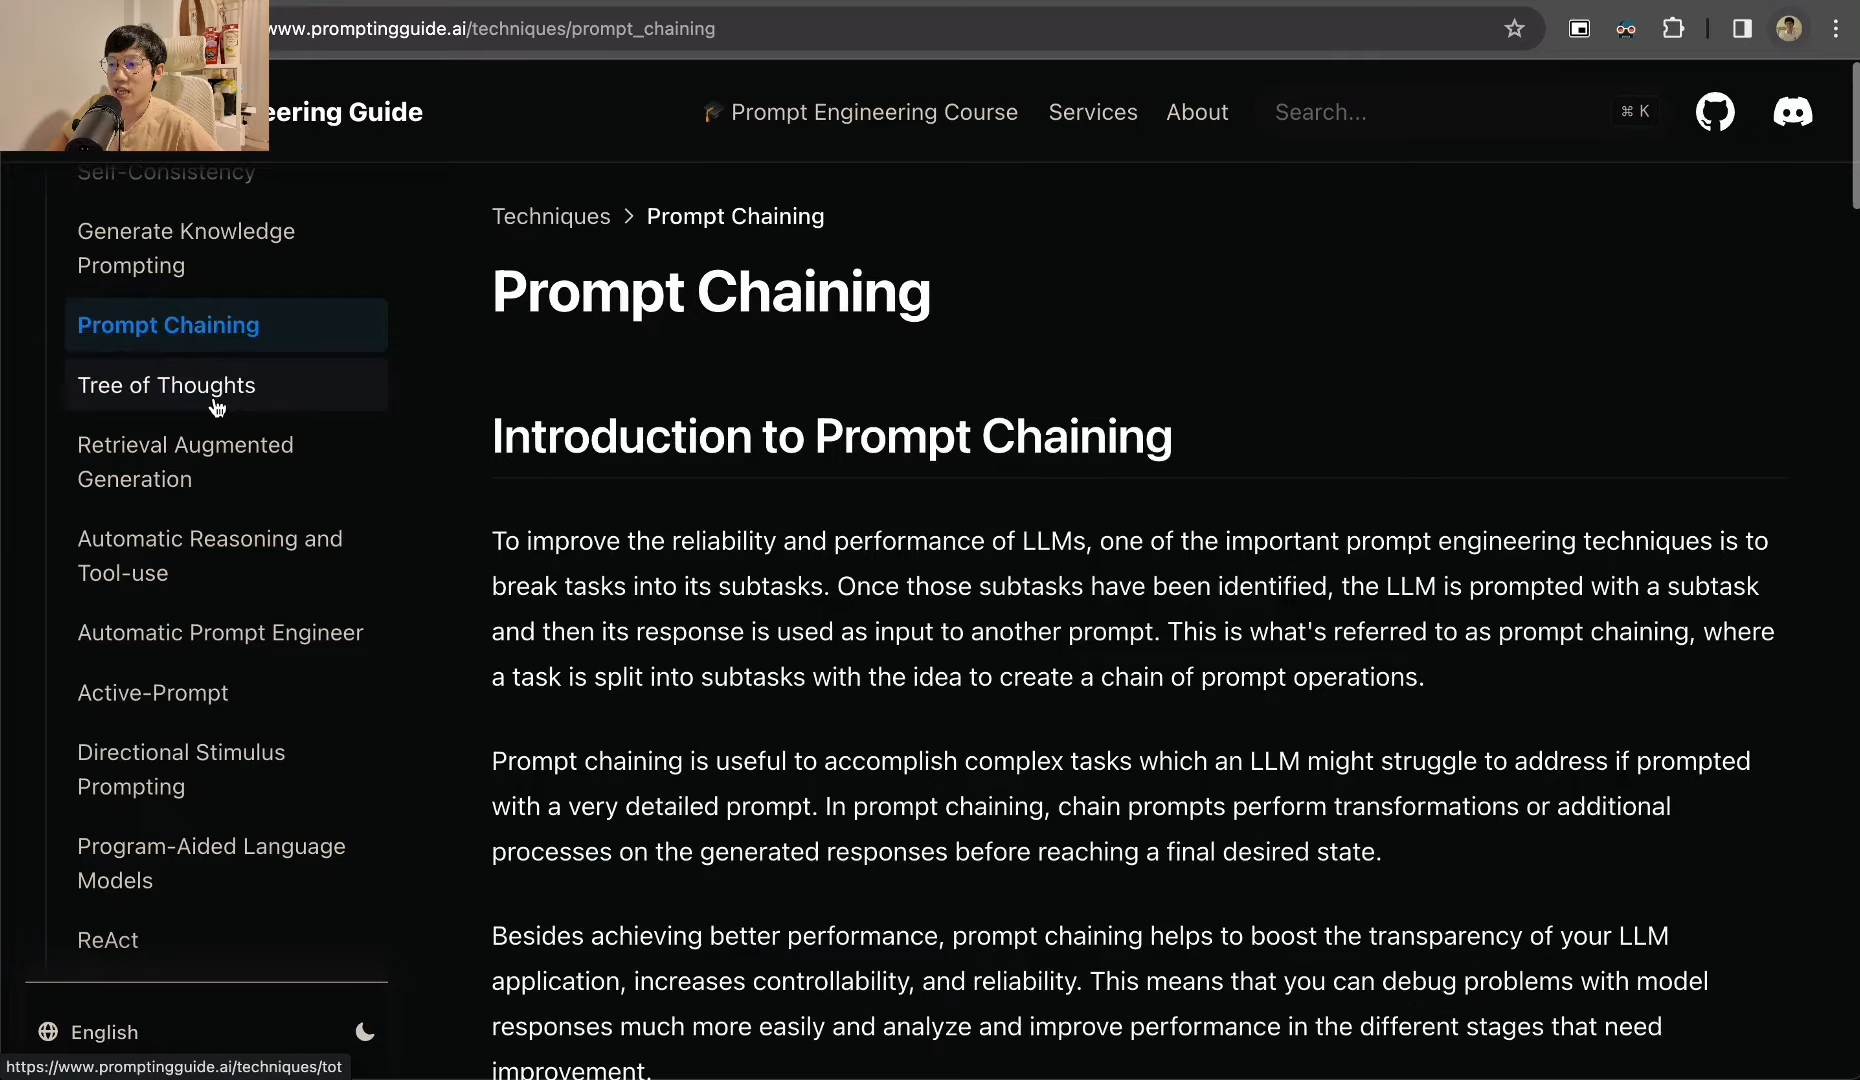 www.promptingguide.ai/techniques/prompt_chaining
eering Guide
Prompt Engineering Course
Services
About
Search...
⌘ K
Self-Consistency
Generate Knowledge
Prompting
Prompt Chaining
Tree of Thoughts
Retrieval Augmented
Generation
Automatic Reasoning and
Tool-use
Automatic Prompt Engineer
Active-Prompt
Directional Stimulus
Prompting
Program-Aided Language
Models
ReAct
English
https://www.promptingguide.ai/techniques/tot
Techniques > Prompt Chaining
Prompt Chaining
Introduction to Prompt Chaining
To improve the reliability and performance of LLMs, one of the important prompt engineering techniques is to
break tasks into its subtasks. Once those subtasks have been identified, the LLM is prompted with a subtask
and then its response is used as input to another prompt. This is what's referred to as prompt chaining, where
a task is split into subtasks with the idea to create a chain of prompt operations.
Prompt chaining is useful to accomplish complex tasks which an LLM might struggle to address if prompted
with a very detailed prompt. In prompt chaining, chain prompts perform transformations or additional
processes on the generated responses before reaching a final desired state.
Besides achieving better performance, prompt chaining helps to boost the transparency of your LLM
application, increases controllability, and reliability. This means that you can debug problems with model
responses much more easily and analyze and improve performance in the different stages that need
improvement.